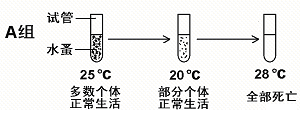 试管
A组
水蚤
25℃ 20℃ 28℃
多数个体 部分个体 全部死亡
正常生活 正常生活